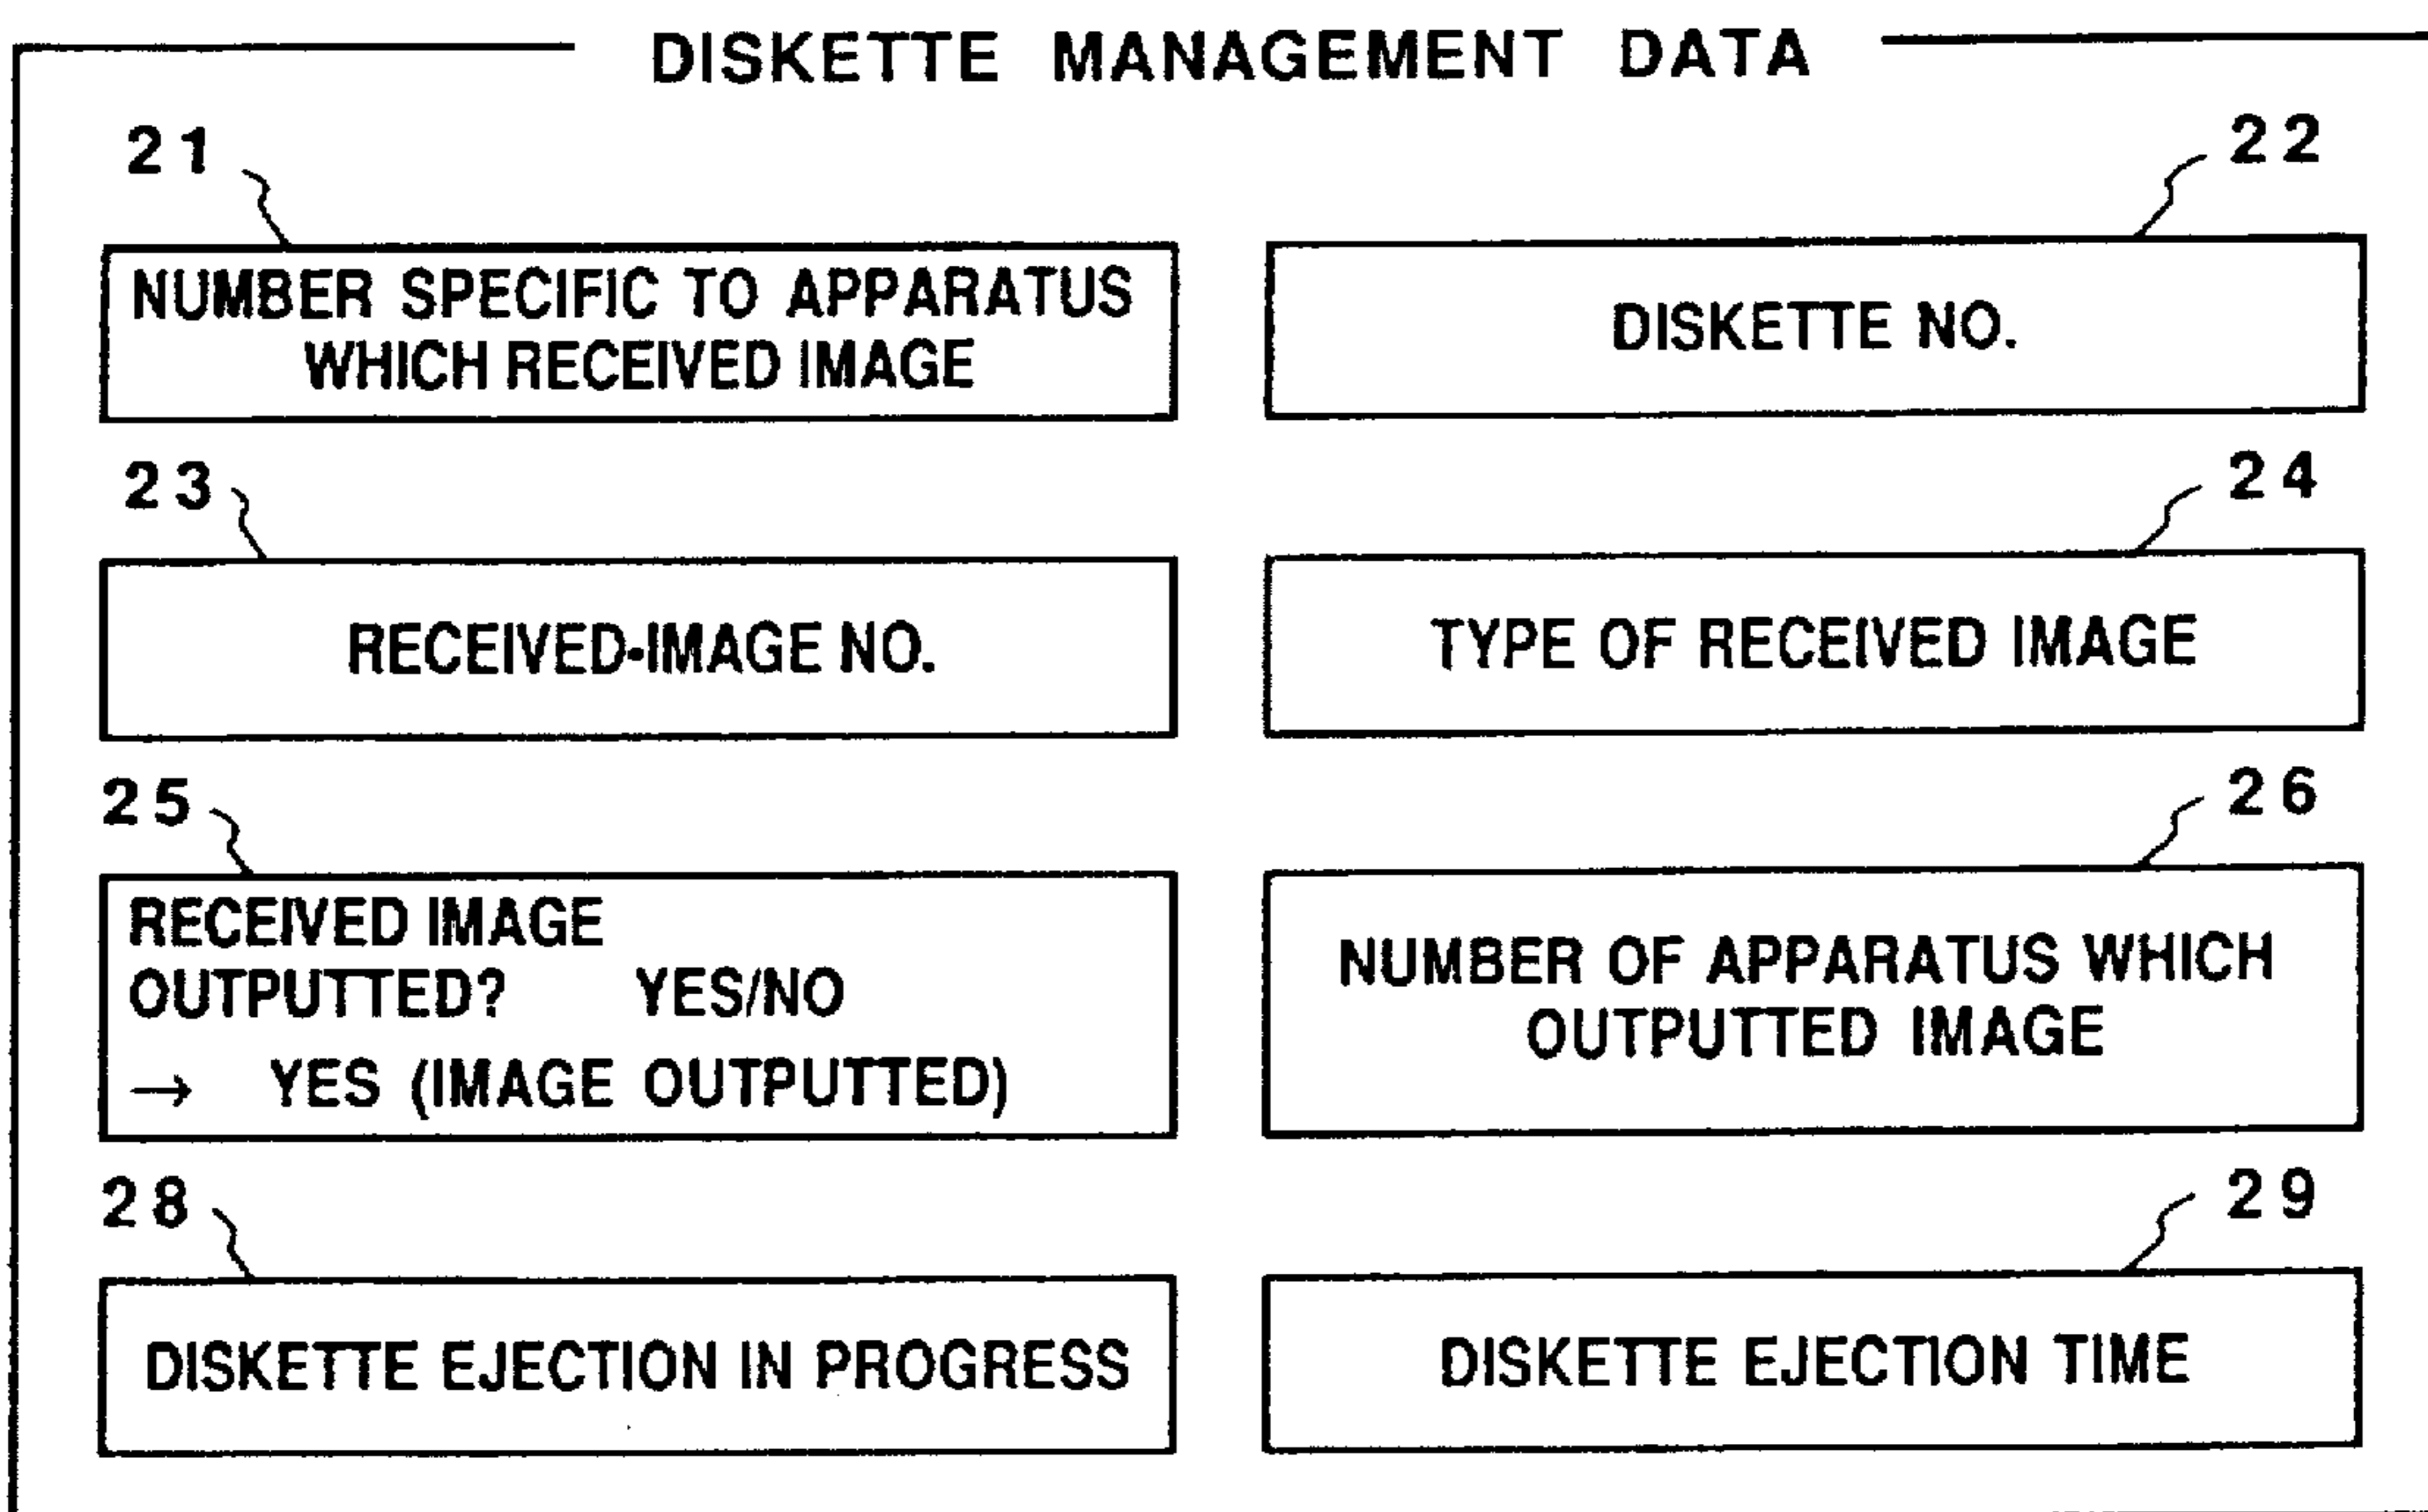 DISKETTE MANAGEMENT DATA
21
22
NUMBER SPECIFIC TO APPARATUS
WHICH RECEIVED IMAGE
DISKETTE NO.
23
24
RECEIVED-IMAGE NO.
TYPE OF RECEIVED IMAGE
25
26
RECEIVED IMAGE
OUTPUTTED? YES/NO
→ YES (IMAGE OUTPUTTED)
NUMBER OF APPARATUS WHICH
OUTPUTTED IMAGE
28
29
DISKETTE EJECTION IN PROGRESS
DISKETTE EJECTION TIME